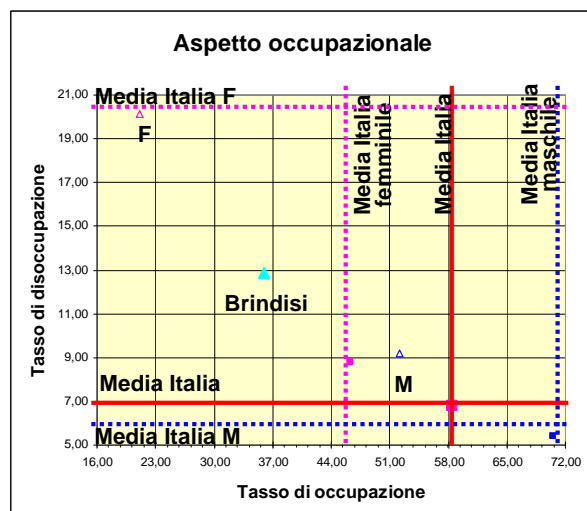 Aspetto occupazionale
Tasso di disoccupazione
21,00
19,00
17,00
15,00
13,00
11,00
9,00
7,00
5,00
Media Italia F
F
Media Italia
femminile
Media Italia
Media Italia
maschile
Brindisi
M
Media Italia
Media Italia M
16,00 23,00 30,00 37,00 44,00 51,00 58,00 65,00 72,00
Tasso di occupazione